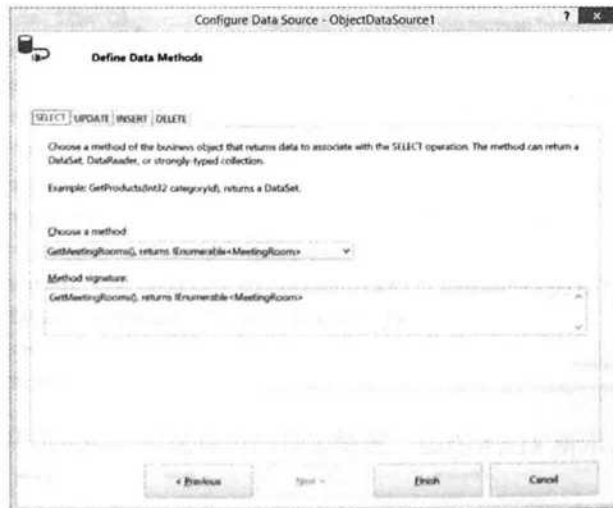 Configure Data Source - ObjectDataSource1
? ×
Define Data Methods
SELECT UPDATE INSERT DELETE
Choose a method of the business object that returns data to associate with the SELECT operation. The method can return a
DataSet, DataReader, or strongly-typed collection.
Example: GetProducts(Int32 categoryId), returns a DataSet.
Choose a method:
GetMeetingRooms(), returns IEnumerable<MeetingRoom>
Method signature:
GetMeetingRooms(), returns IEnumerable<MeetingRoom>
< Previous Next > Finish Cancel